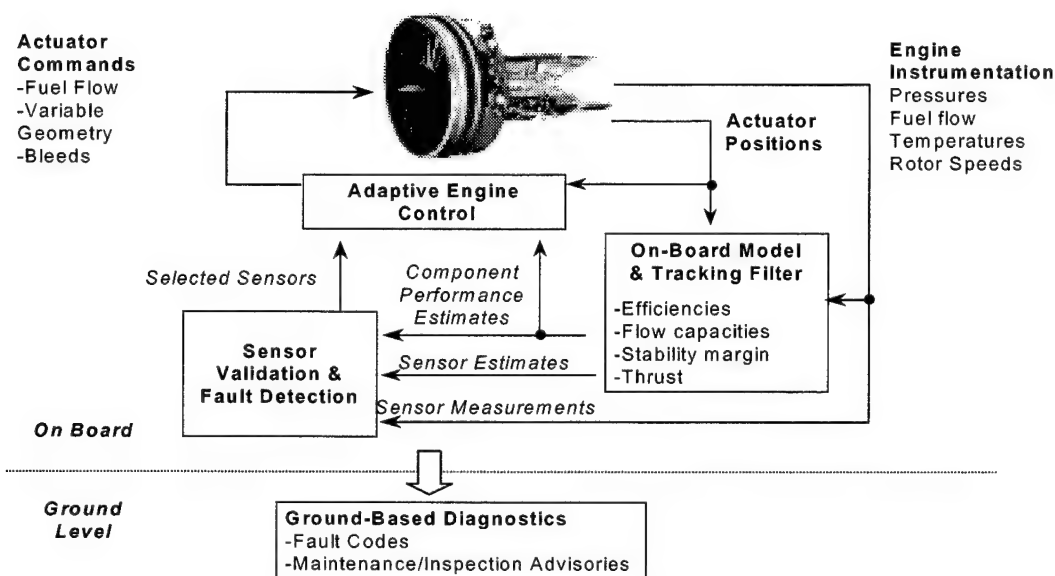 Actuator
Commands
-Fuel Flow
-Variable
Geometry
-Bleeds
Engine
Instrumentation
Pressures
Fuel flow
Temperatures
Rotor Speeds
Actuator
Positions
Adaptive Engine
Control
On-Board Model
& Tracking Filter
-Efficiencies
-Flow capacities
-Stability margin
-Thrust
Selected Sensors
Component
Performance
Estimates
Sensor
Validation &
Fault Detection
Sensor Estimates
Sensor Measurements
On Board
Ground
Level
Ground-Based Diagnostics
-Fault Codes
-Maintenance/Inspection Advisories